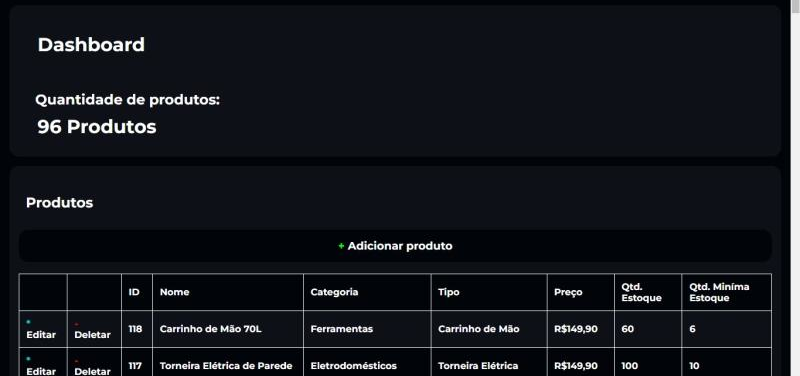 Dashboard
Quantidade de produtos:
96 Produtos
Produtos
+ Adicionar produto
ID Nome Categoria Tipo Preço Qtd. Estoque Qtd. Miníma Estoque
* Editar - Deletar 118 Carrinho de Mão 70L Ferramentas Carrinho de Mão R$149,90 60 6
* Editar - Deletar 117 Torneira Elétrica de Parede Eletrodomésticos Torneira Elétrica R$149,90 100 10